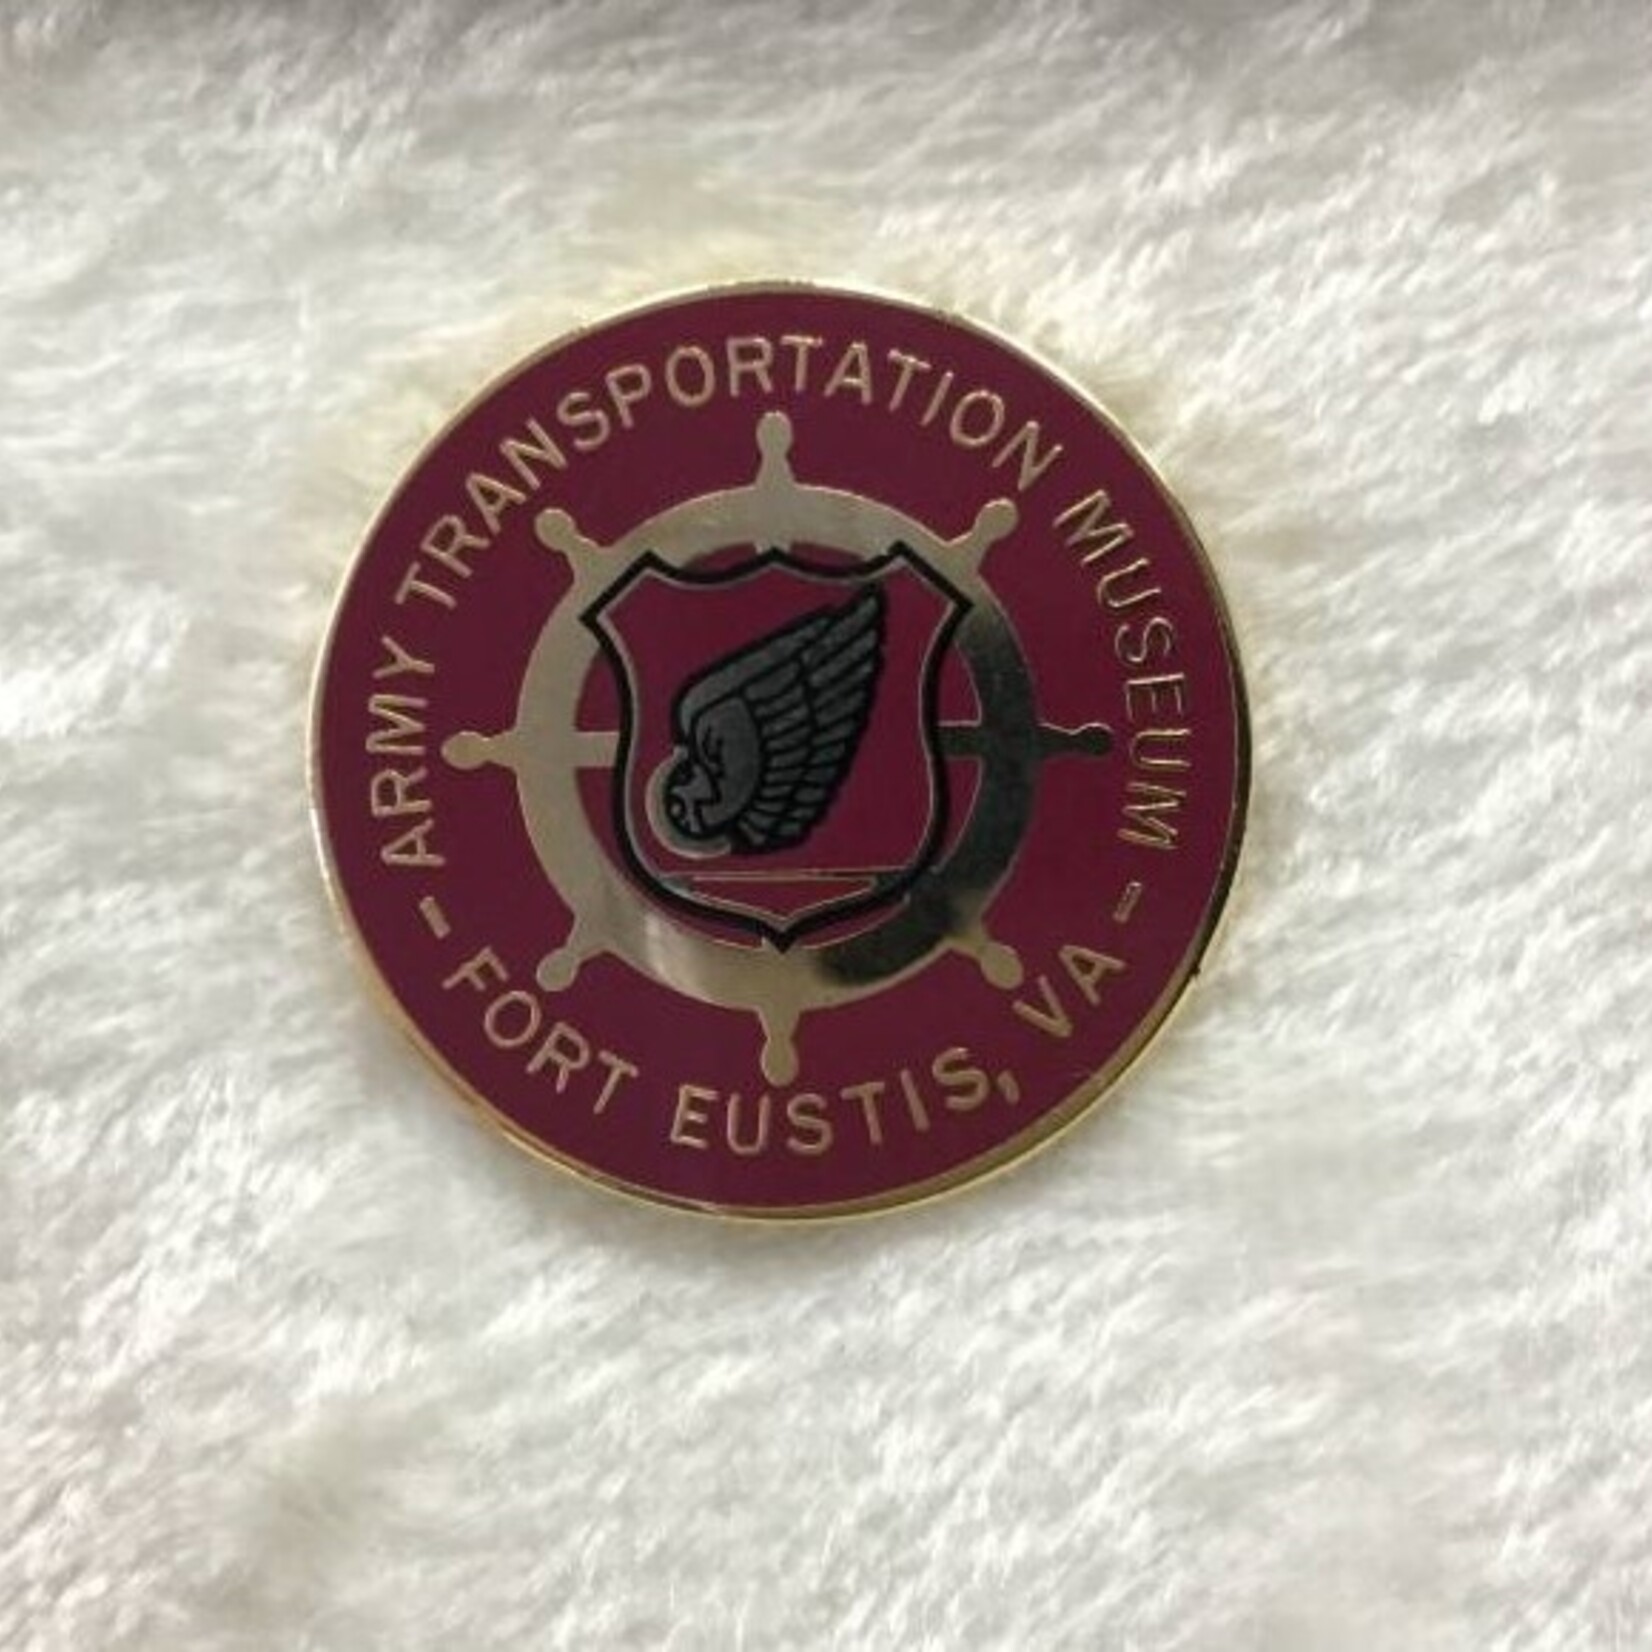 ARMY TRANSPORTATION MUSEUM
- FORT EUSTIS, VA -